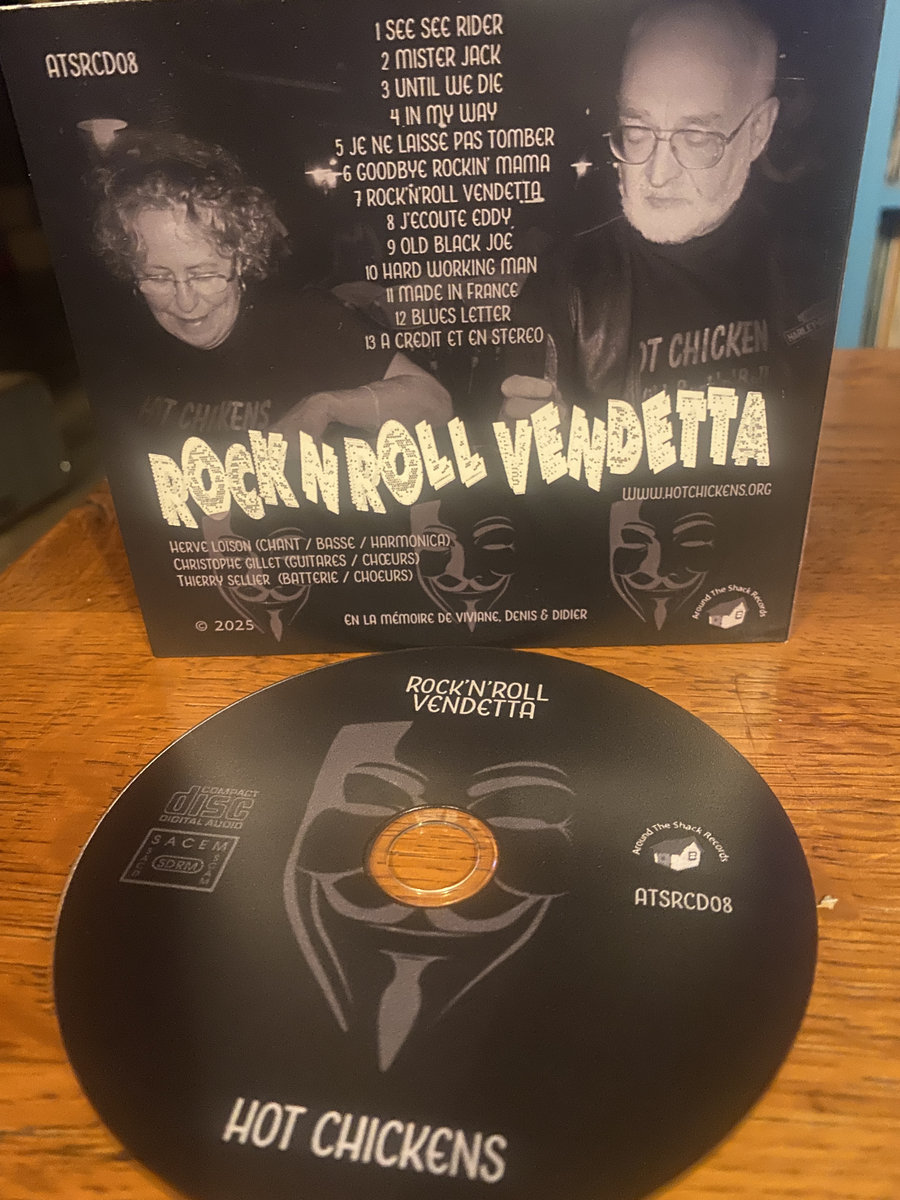 ATSRCD08
1 SEE SEE RIDER
2 MISTER JACK
3 UNTIL WE DIE
4 IN MY WAY
5 JE NE LAISSE PAS TOMBER
6 GOODBYE ROCKIN' MAMA
7 ROCK'N'ROLL VENDETTA
8 J'ECOUTE EDDY
9 OLD BLACK JOE
10 HARD WORKING MAN
11 MADE IN FRANCE
12 BLUES LETTER
13 A CREDIT ET EN STEREO
OT CHICKEN
HOT CHIKENS
ROCK N ROLL VENDETTA
WWW.HOTCHICKENS.ORG
HERVE LOISON (CHANT / BASSE / HARMONICA)
CHRISTOPHE GILLET (GUITARES / CHŒURS)
THIERRY SELLIER (BATTERIE / CHOEURS)
© 2025
EN LA MÉMOIRE DE VIVIANE, DENIS & DIDIER
Around The Shack Records
ROCK'N'ROLL
VENDETTA
COMPACT
disc
DIGITAL AUDIO
SACEM
SACD
SDRM
SCAM
Around The Shack Records
ATSRCD08
HOT CHICKENS